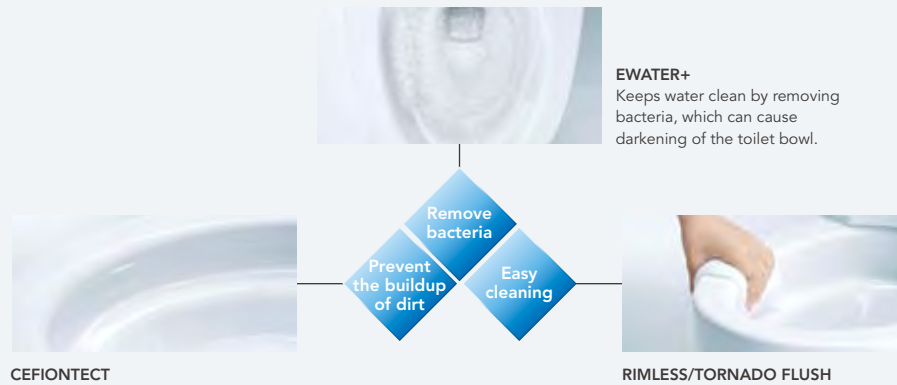 EWATER+
Keeps water clean by removing
bacteria, which can cause
darkening of the toilet bowl.
Remove
bacteria
Prevent
the buildup
of dirt
Easy
cleaning
CEFIONTECT
RIMLESS/TORNADO FLUSH